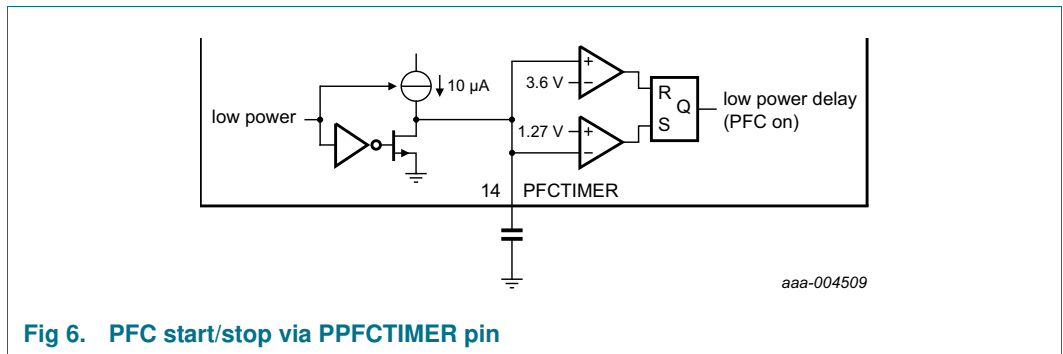 10 µA
3.6 V
+
−
low power
1.27 V
+
−
R
S
Q
low power delay
(PFC on)
14 PFCTIMER
aaa-004509
Fig 6. PFC start/stop via PPFCTIMER pin